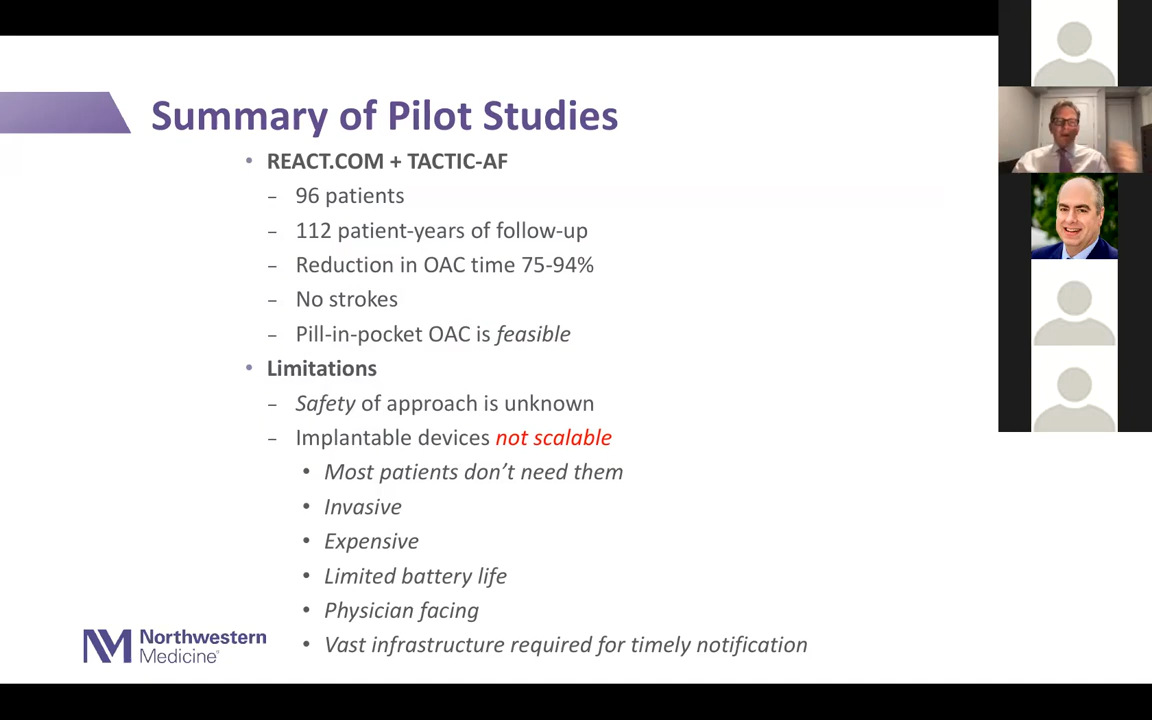 Summary of Pilot Studies
• REACT.COM + TACTIC-AF
– 96 patients
– 112 patient-years of follow-up
– Reduction in OAC time 75-94%
– No strokes
– Pill-in-pocket OAC is feasible
• Limitations
– Safety of approach is unknown
– Implantable devices not scalable
• Most patients don’t need them
• Invasive
• Expensive
• Limited battery life
• Physician facing
• Vast infrastructure required for timely notification
NM Northwestern
Medicine®